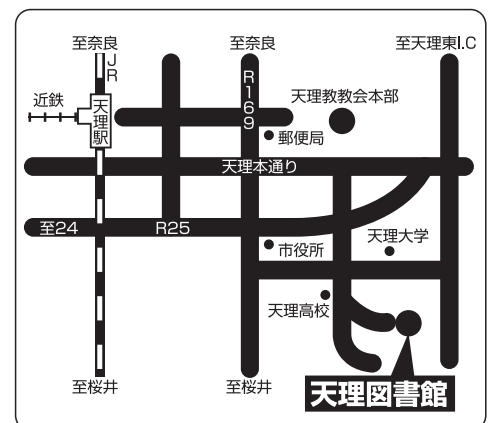 至奈良
至奈良
至天理東I.C
JR
近鉄
天理駅
R169
天理教教会本部
郵便局
天理本通り
至24
R25
市役所
天理大学
天理高校
至桜井
至桜井
天理図書館